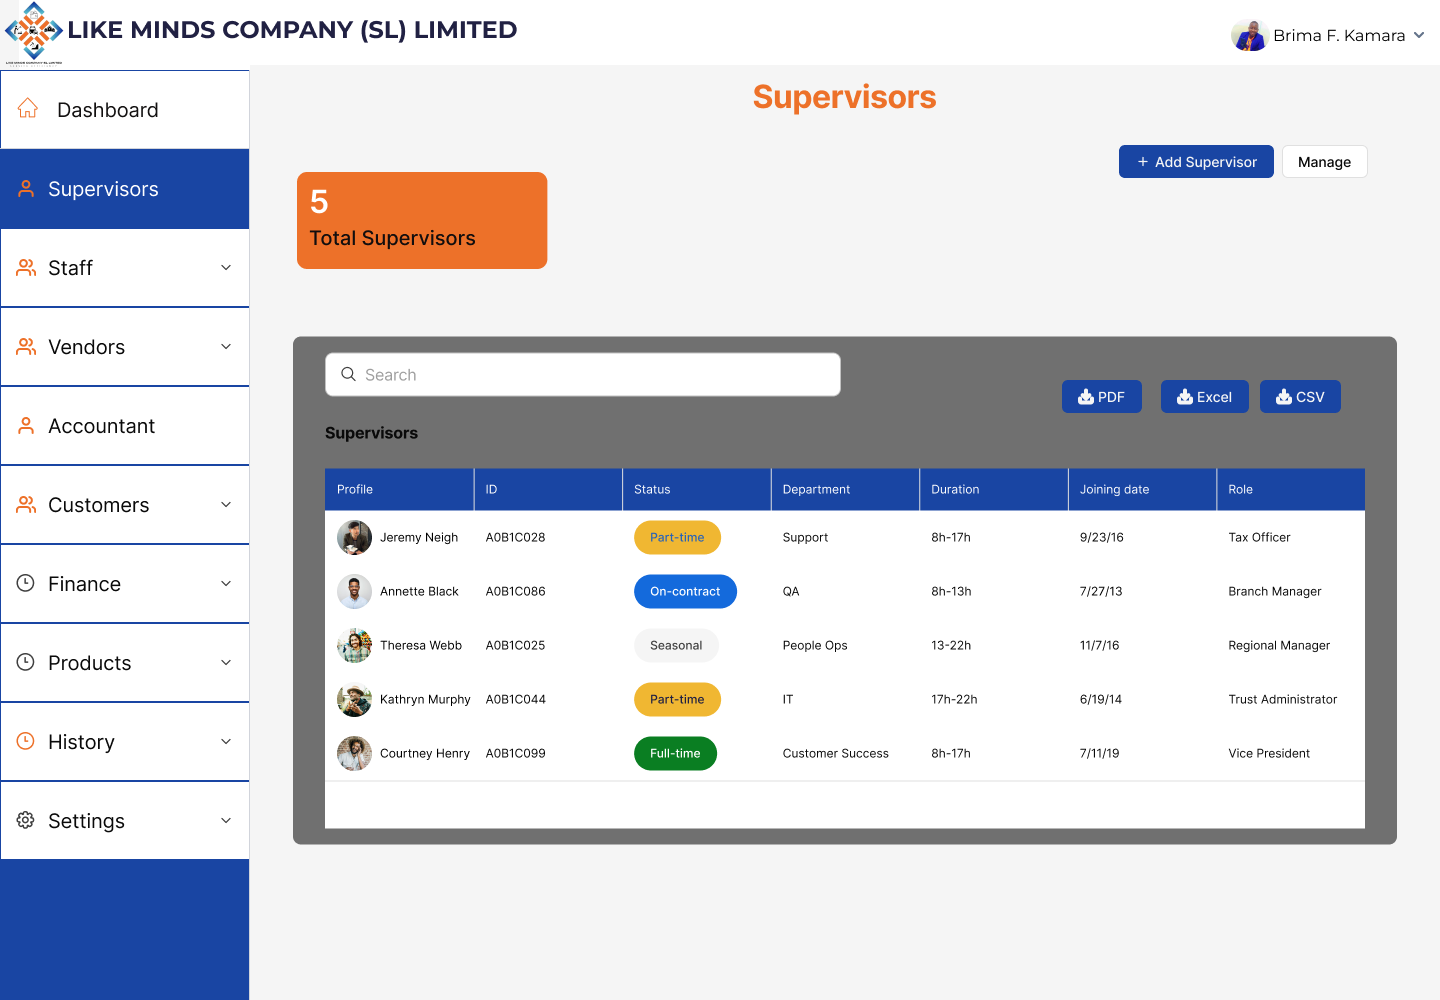 LIKE MINDS COMPANY (SL) LIMITED
Brima F. Kamara
Dashboard
Supervisors
Staff
Vendors
Accountant
Customers
Finance
Products
History
Settings
Supervisors
+ Add Supervisor
Manage
5
Total Supervisors
Search
PDF
Excel
CSV
Supervisors
Profile ID Status Department Duration Joining date Role
Jeremy Neigh A0B1C028 Part-time Support 8h-17h 9/23/16 Tax Officer
Annette Black A0B1C086 On-contract QA 8h-13h 7/27/13 Branch Manager
Theresa Webb A0B1C025 Seasonal People Ops 13-22h 11/7/16 Regional Manager
Kathryn Murphy A0B1C044 Part-time IT 17h-22h 6/19/14 Trust Administrator
Courtney Henry A0B1C099 Full-time Customer Success 8h-17h 7/11/19 Vice President